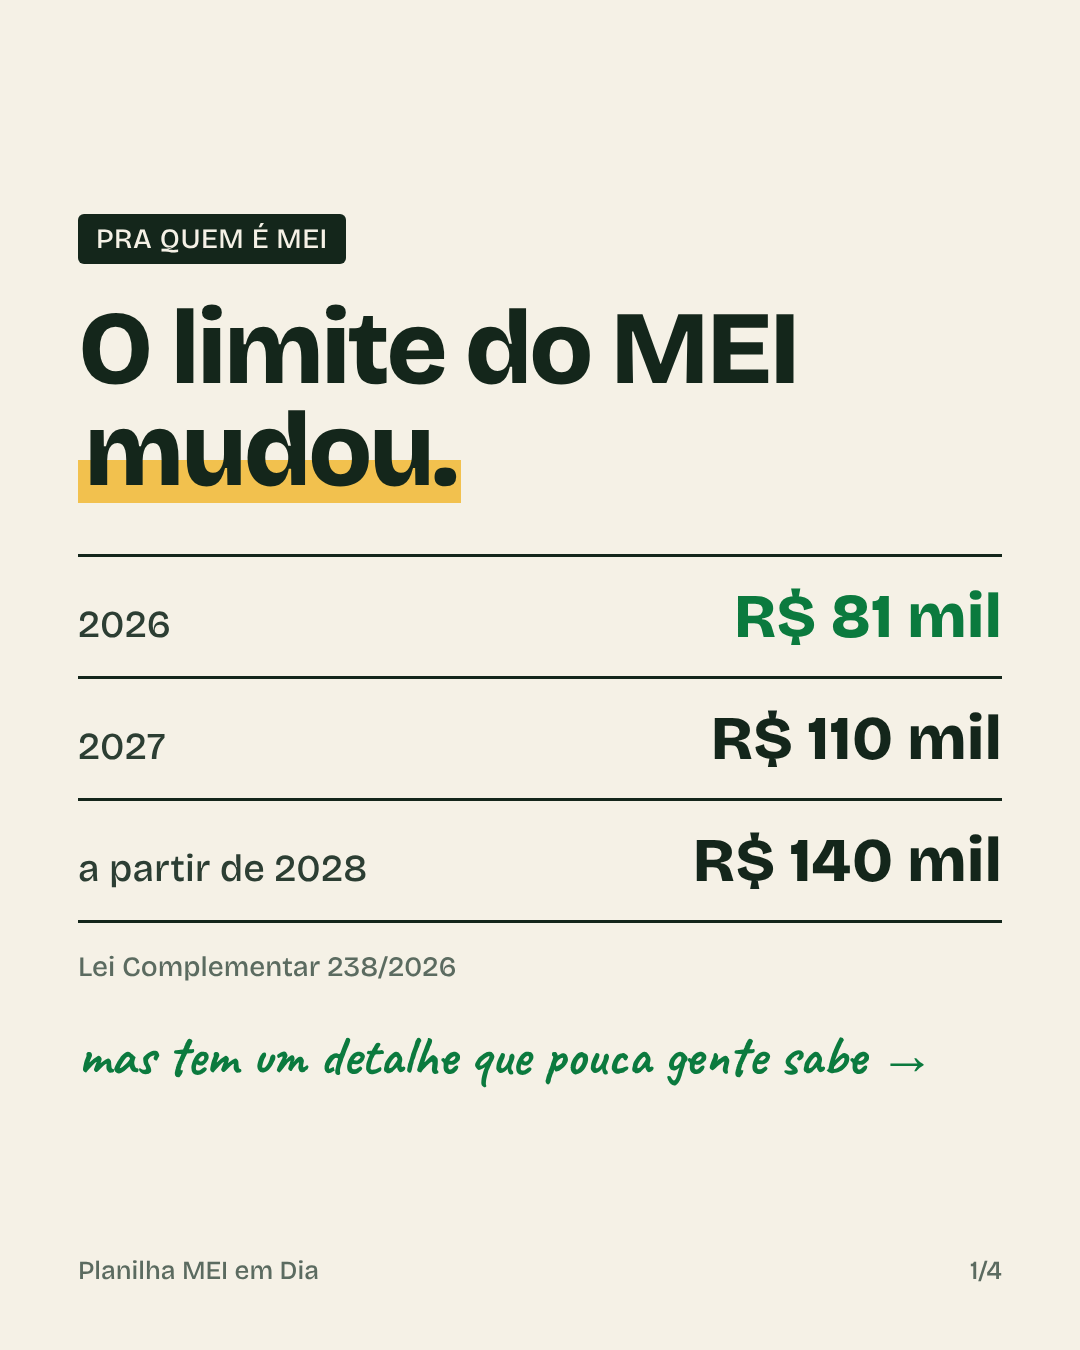 PRA QUEM É MEI
O limite do MEI
mudou.
2026 R$ 81 mil
2027 R$ 110 mil
a partir de 2028 R$ 140 mil
Lei Complementar 238/2026
mas tem um detalhe que pouca gente sabe →
Planilha MEI em Dia 1/4